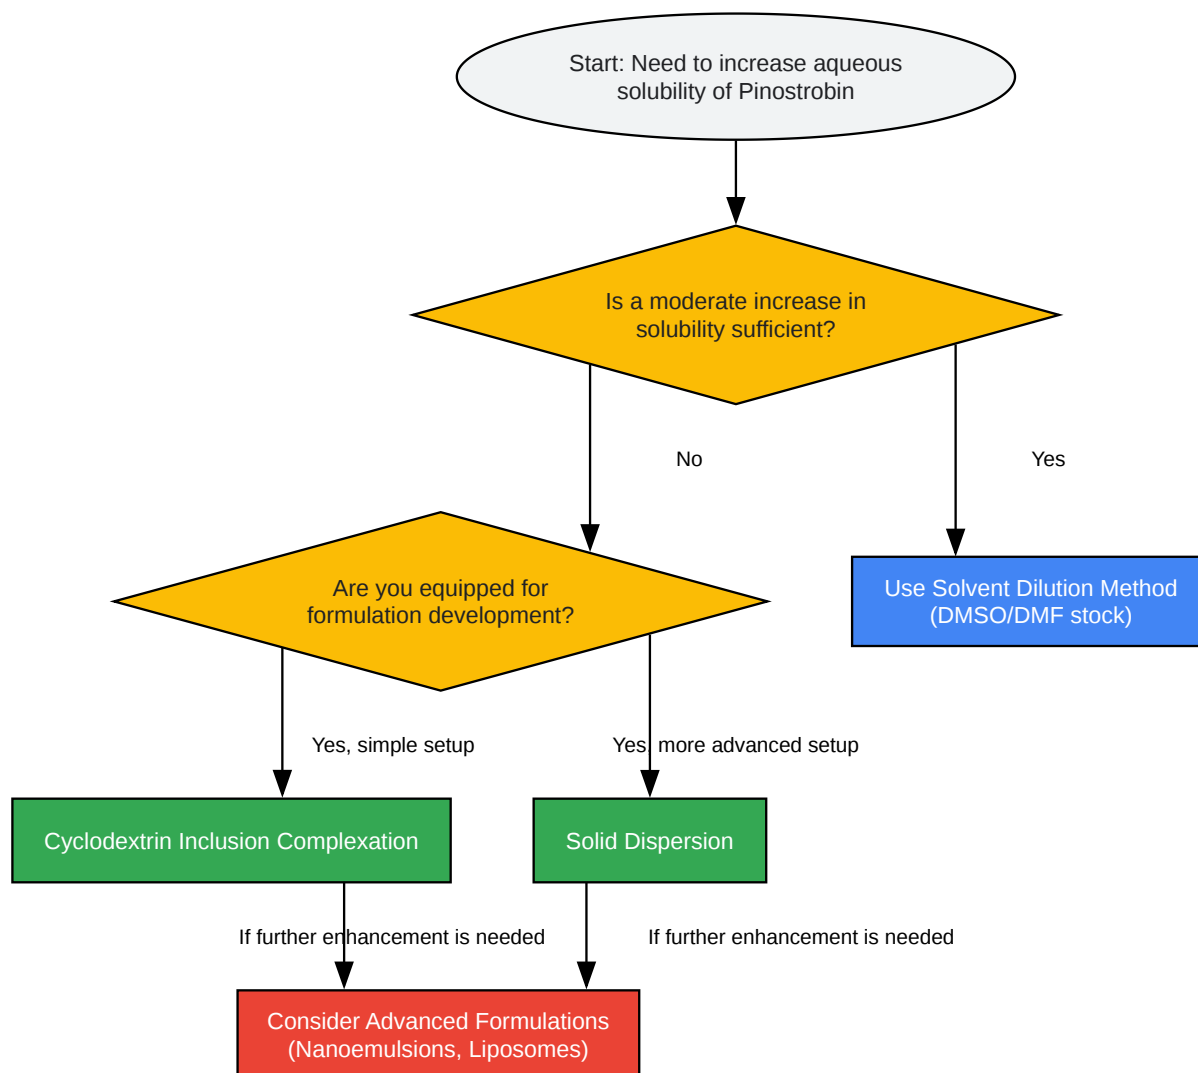 Start: Need to increase aqueous
solubility of Pinostrobin
Is a moderate increase in
solubility sufficient?
No
Yes
Are you equipped for
formulation development?
Use Solvent Dilution Method
(DMSO/DMF stock)
Yes, simple setup
Yes, more advanced setup
Cyclodextrin Inclusion Complexation
Solid Dispersion
If further enhancement is needed
If further enhancement is needed
Consider Advanced Formulations
(Nanoemulsions, Liposomes)